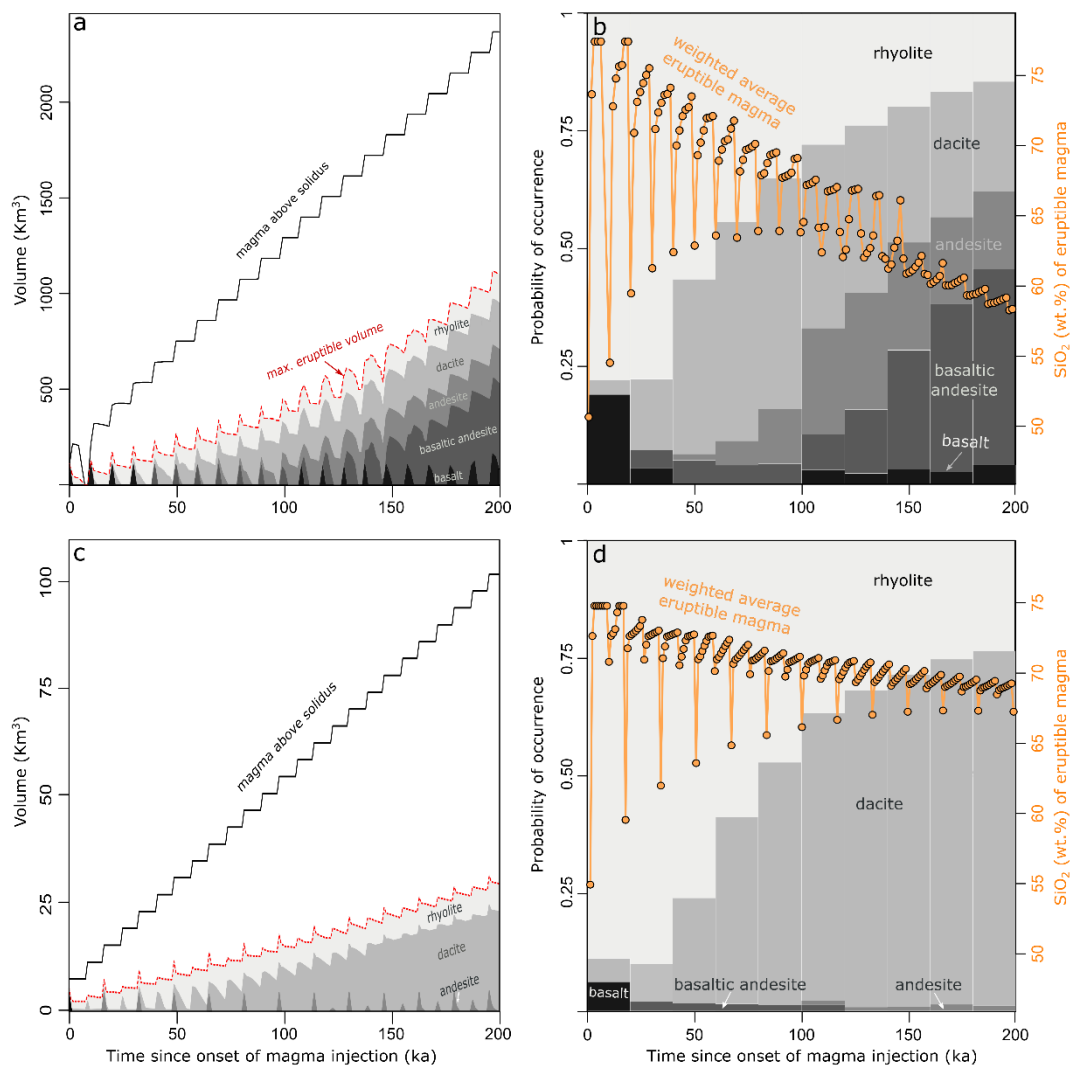 a
Volume (Km³)
2000
1500
1000
500
magma above solidus
max. eruptible volume
rhyolite
dacite
andesite
basaltic andesite
basalt
0
50
100
150
200
b
Probability of occurrence
1
0.75
0.50
0.25
weighted average
eruptible magma
rhyolite
dacite
andesite
basaltic
andesite
basalt
75
70
65
60
55
50
SiO₂ (wt.%) of eruptible magma
0
50
100
150
200
c
Volume (Km³)
100
75
50
25
0
magma above solidus
rhyolite
dacite
andesite
0
50
100
150
200
Time since onset of magma injection (ka)
d
Probability of occurrence
1
0.75
0.50
0.25
weighted average
eruptible magma
rhyolite
dacite
basalt
basaltic andesite
andesite
75
70
65
60
55
50
SiO₂ (wt.%) of eruptible magma
0
50
100
150
200
Time since onset of magma injection (ka)